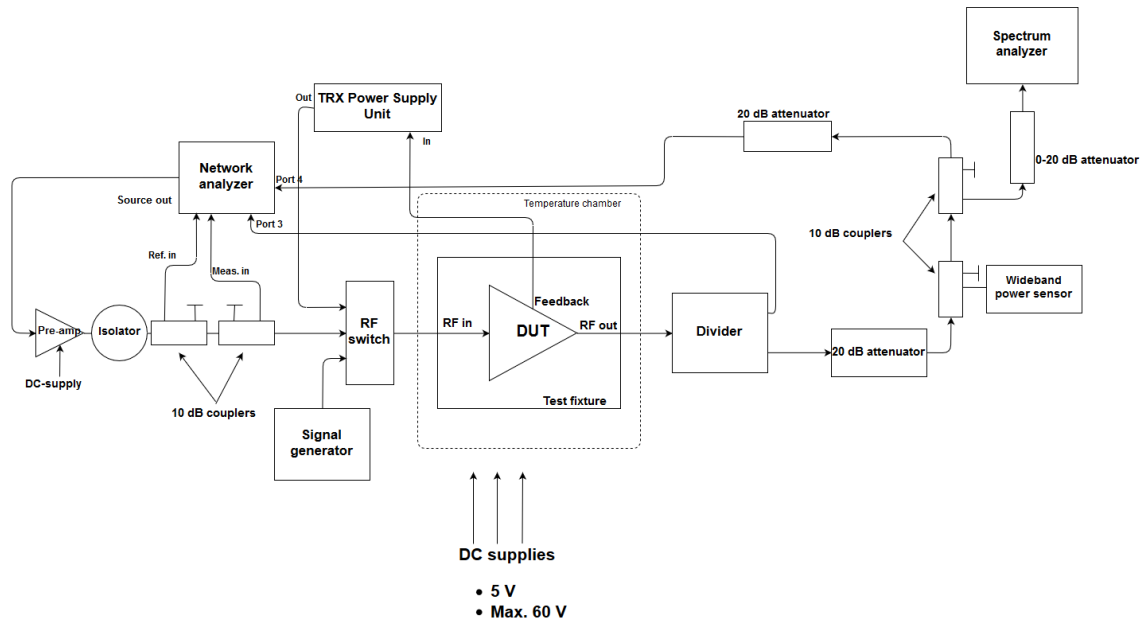 Spectrum
analyzer
Out
TRX Power Supply
Unit
In
20 dB attenuator
0-20 dB attenuator
Network
analyzer
Port 4
Source out
Temperature chamber
Port 3
10 dB couplers
Ref. in
Meas. in
Wideband
power sensor
Pre-amp
Isolator
RF
switch
RF in
Feedback
DUT
RF out
Divider
20 dB attenuator
DC-supply
10 dB couplers
Test fixture
Signal
generator
DC supplies
• 5 V
• Max. 60 V